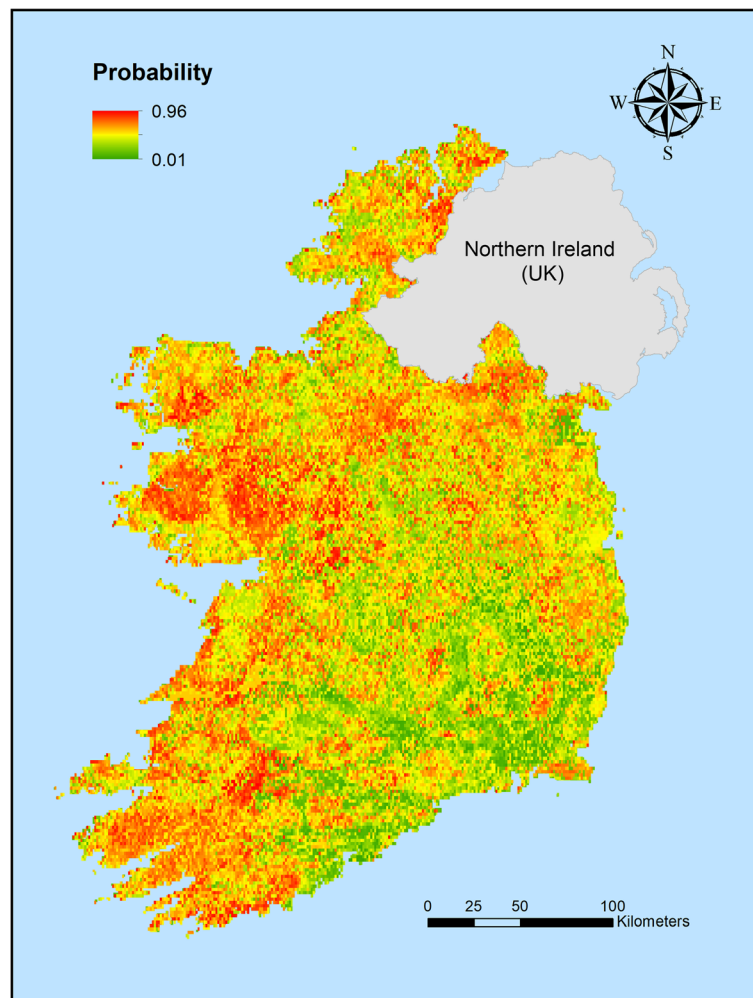 Probability
0.96
0.01
N
W E
S
Northern Ireland
(UK)
0 25 50 100
Kilometers